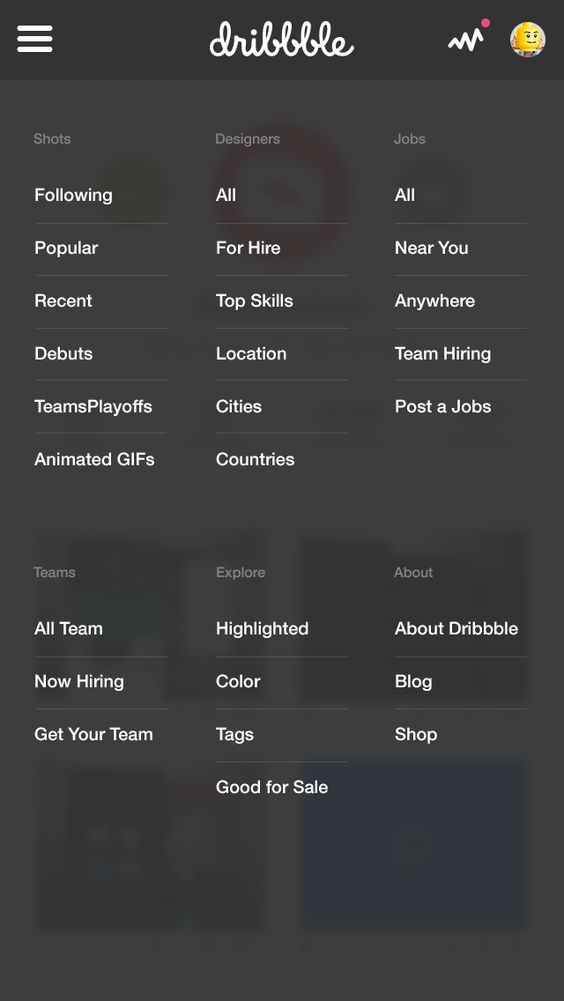 dribbble
Shots
Following
Popular
Recent
Debuts
TeamsPlayoffs
Animated GIFs
Designers
All
For Hire
Top Skills
Location
Cities
Countries
Jobs
All
Near You
Anywhere
Team Hiring
Post a Jobs
Teams
All Team
Now Hiring
Get Your Team
Explore
Highlighted
Color
Tags
Good for Sale
About
About Dribbble
Blog
Shop